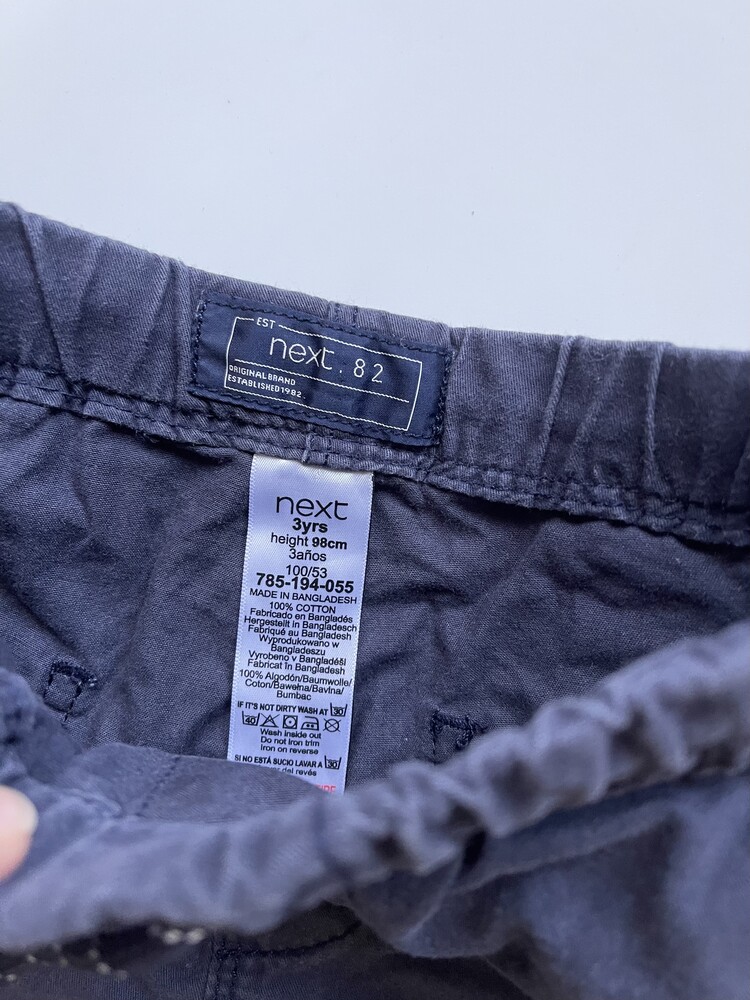 EST
next.82
ORIGINAL BRAND
ESTABLISHED 1982.
next
3yrs
height 98cm
3años
100/53
785-194-055
MADE IN BANGLADESH
100% COTTON
Fabricado en Bangladés
Hergestellt in Bangladesch
Fabriqué au Bangladesh
Wyprodukowano w
Bangladeszu
Vyrobeno v Bangladéši
Fabricat în Bangladesh
100% Algodón/Baumwolle/
Coton/Bawełna/Bavlna/
Bumbac
IF IT'S NOT DIRTY WASH AT 30
40
Wash inside out
Do not iron trim
Iron on reverse
SI NO ESTÁ SUCIO LAVAR A 30
del revés